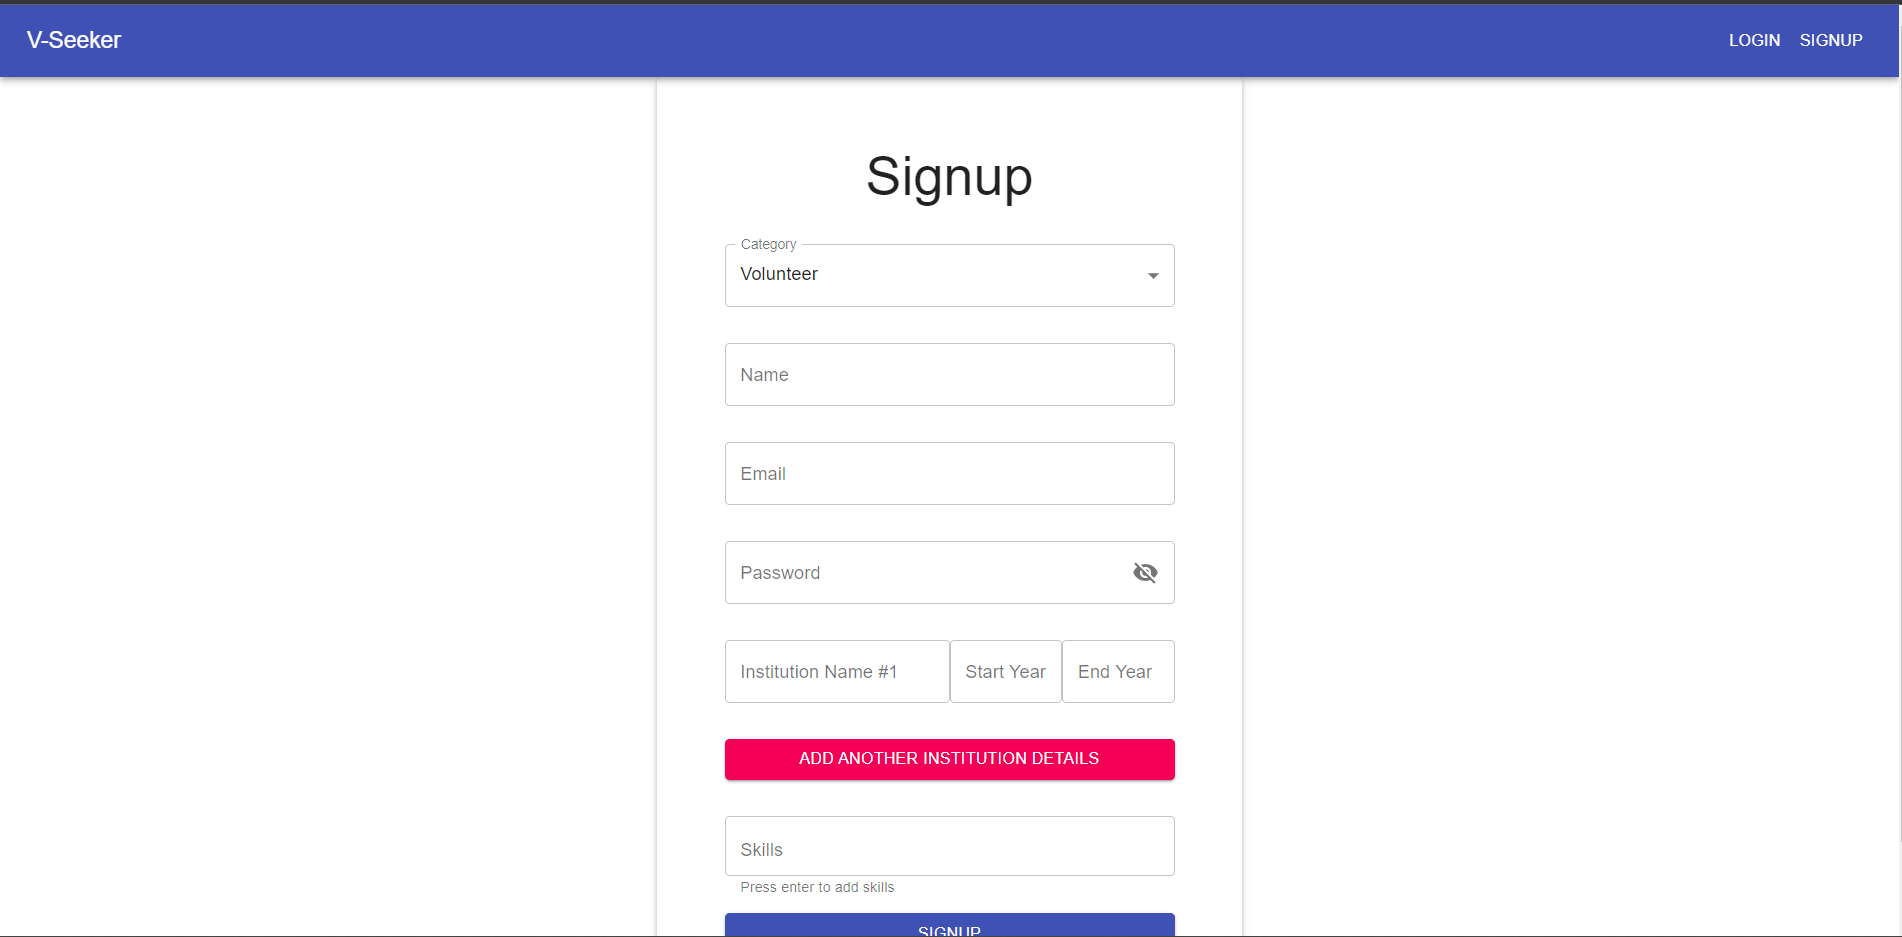 V-Seeker LOGIN SIGNUP
Signup
Category
Volunteer
Name
Email
Password
Institution Name #1 Start Year End Year
ADD ANOTHER INSTITUTION DETAILS
Skills
Press enter to add skills
SIGNUP